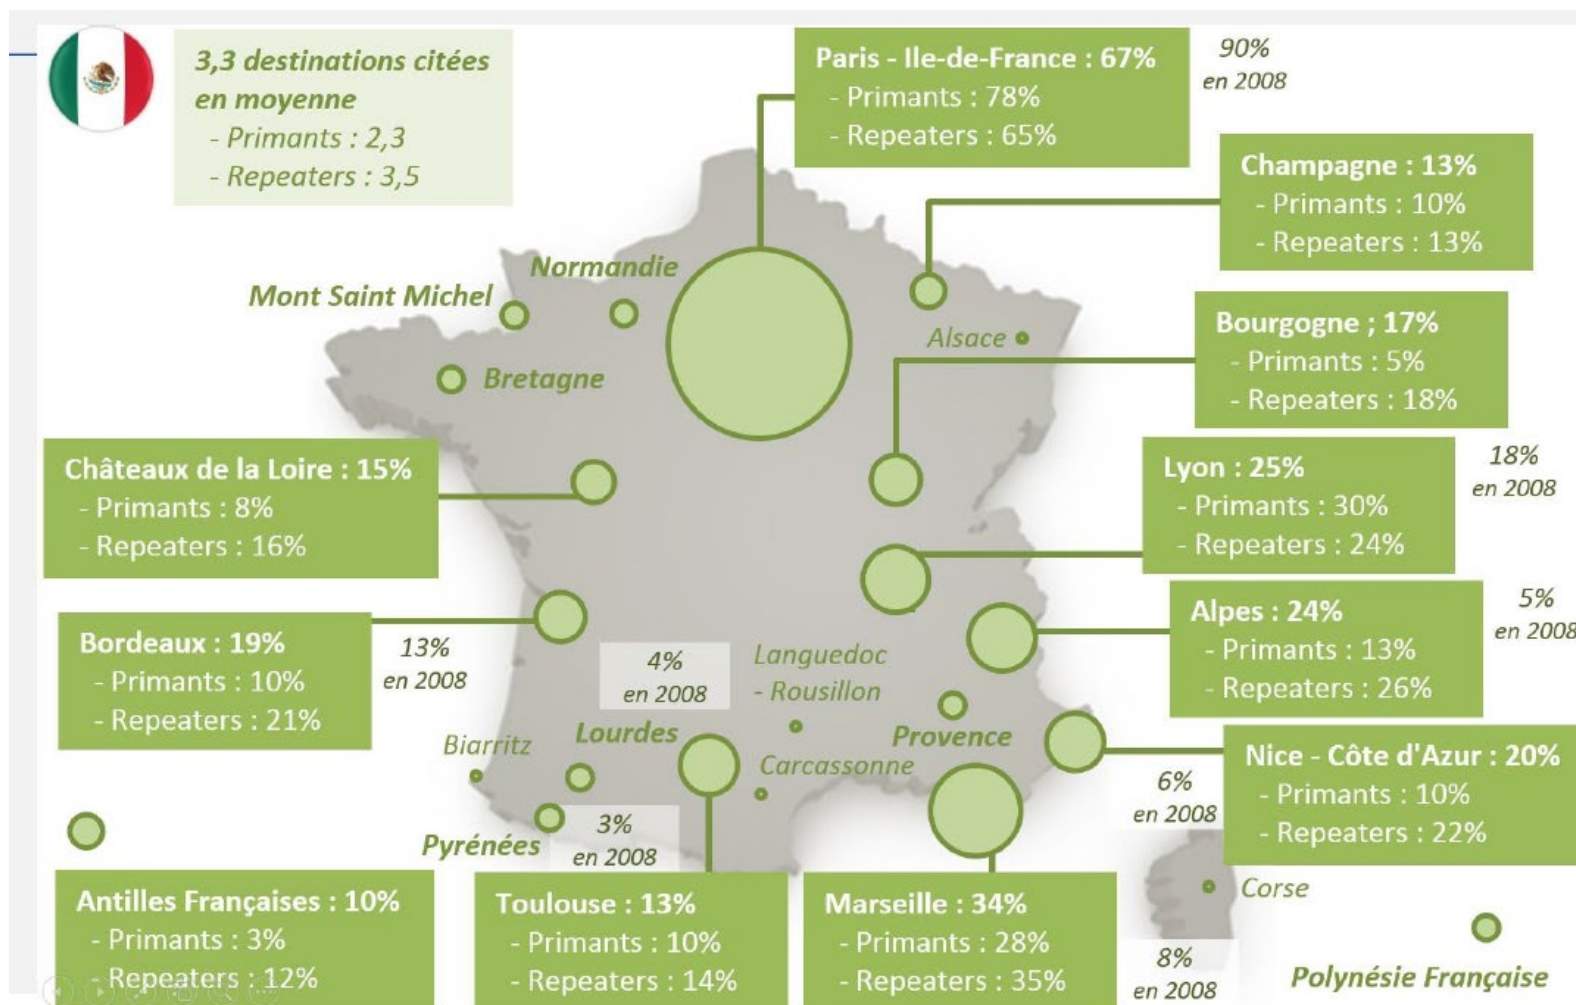 3,3 destinations citées
en moyenne
- Primants : 2,3
- Repeaters : 3,5
Paris - Ile-de-France : 67%
- Primants : 78%
- Repeaters : 65%
90%
en 2008
Champagne : 13%
- Primants : 10%
- Repeaters : 13%
Normandie
Mont Saint Michel
Bretagne
Alsace
Bourgogne ; 17%
- Primants : 5%
- Repeaters : 18%
Châteaux de la Loire : 15%
- Primants : 8%
- Repeaters : 16%
Lyon : 25%
- Primants : 30%
- Repeaters : 24%
18%
en 2008
Bordeaux : 19%
- Primants : 10%
- Repeaters : 21%
13%
en 2008
4%
en 2008
Languedoc
- Rousillon
Alpes : 24%
- Primants : 13%
- Repeaters : 26%
5%
en 2008
Biarritz
Lourdes
Carcassonne
Provence
Nice - Côte d'Azur : 20%
- Primants : 10%
- Repeaters : 22%
6%
en 2008
Pyrénées
3%
en 2008
Antilles Françaises : 10%
- Primants : 3%
- Repeaters : 12%
Toulouse : 13%
- Primants : 10%
- Repeaters : 14%
Marseille : 34%
- Primants : 28%
- Repeaters : 35%
8%
en 2008
Corse
Polynésie Française